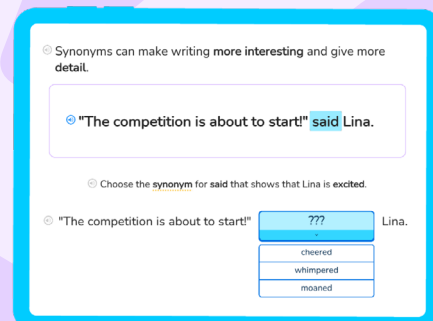 Synonyms can make writing more interesting and give more
detail.
"The competition is about to start!" said Lina.
Choose the synonym for said that shows that Lina is excited.
"The competition is about to start!" ??? Lina.
cheered
whimpered
moaned